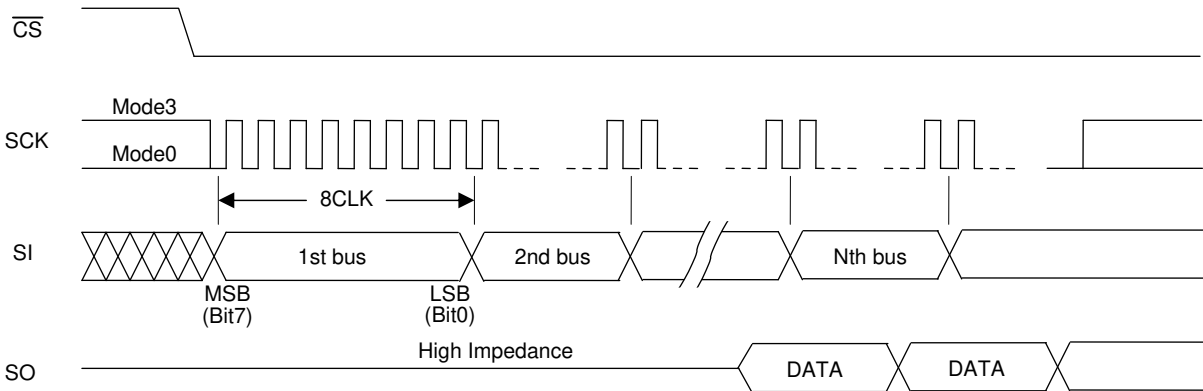 CS
Mode3
SCK
Mode0
8CLK
SI
1st bus
2nd bus
Nth bus
MSB
(Bit7)
LSB
(Bit0)
High Impedance
SO
DATA
DATA